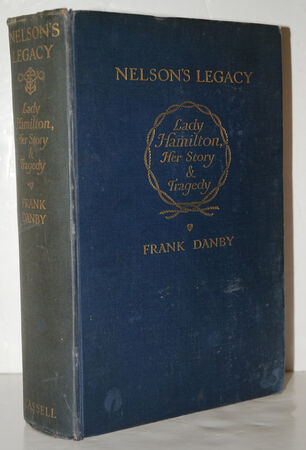 NELSON'S
LEGACY
Lady
Hamilton,
Her Story
&
Tragedy
FRANK
DANBY
CASSELL
NELSON'S LEGACY
Lady
Hamilton,
Her Story
&
Tragedy
FRANK DANBY